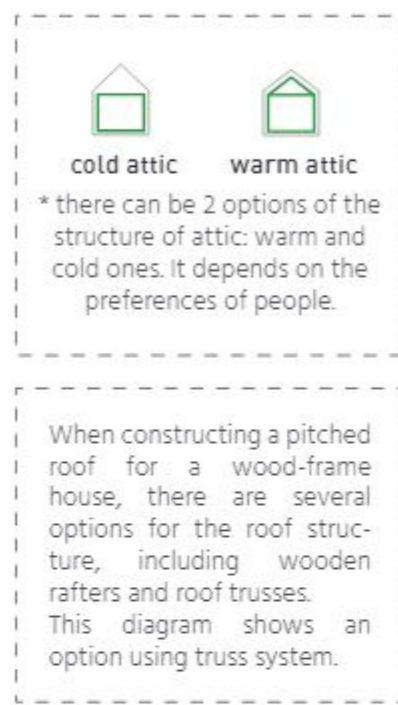 cold attic warm attic
* there can be 2 options of the
structure of attic: warm and
cold ones. It depends on the
preferences of people.
When constructing a pitched
roof for a wood-frame
house, there are several
options for the roof struc-
ture, including wooden
rafters and roof trusses.
This diagram shows an
option using truss system.